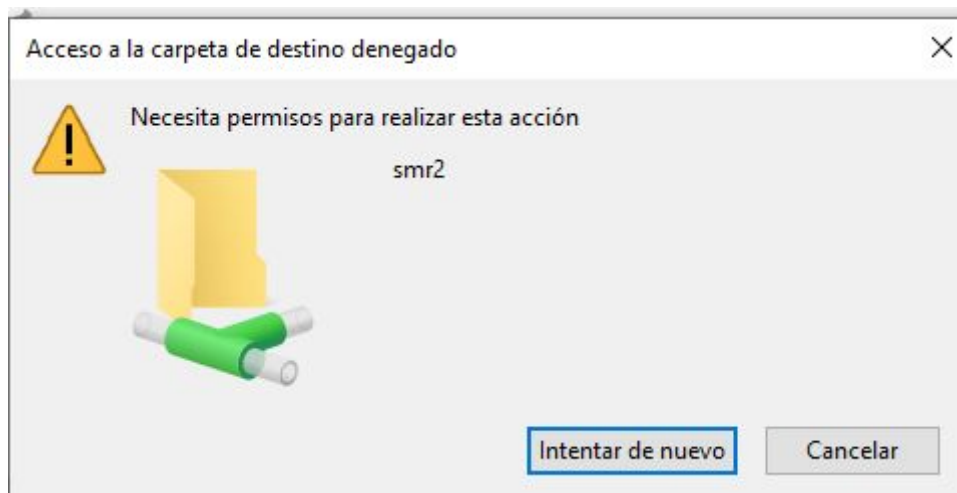 Acceso a la carpeta de destino denegado
Necesita permisos para realizar esta acción
smr2
Intentar de nuevo
Cancelar